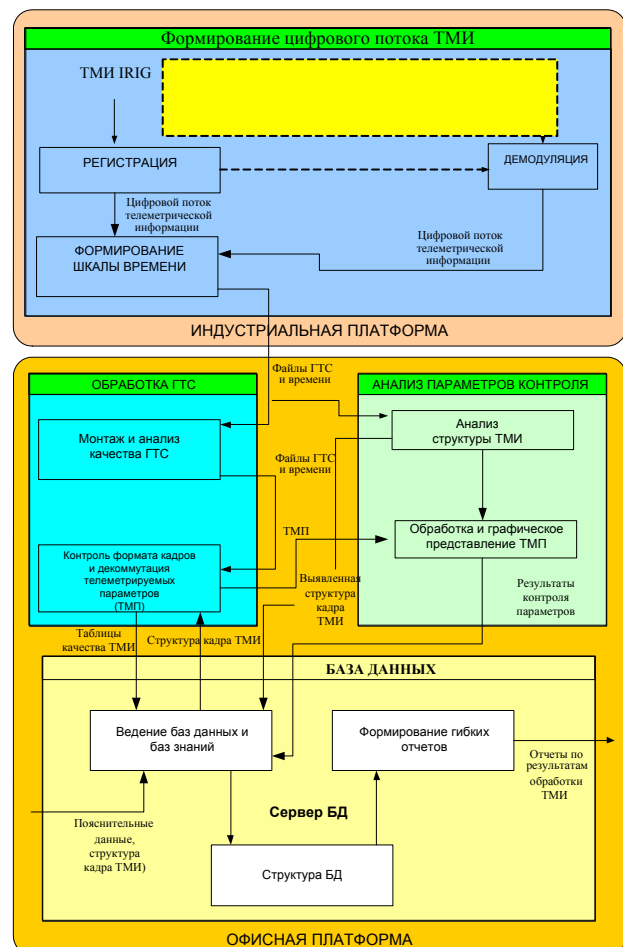 Формирование цифрового потока ТМИ
ТМИ IRIG
РЕГИСТРАЦИЯ
ДЕМОДУЛЯЦИЯ
Цифровой поток
телеметрической
информации
ФОРМИРОВАНИЕ
ШКАЛЫ ВРЕМЕНИ
Цифровой поток
телеметрической
информации
ИНДУСТРИАЛЬНАЯ ПЛАТФОРМА
ОБРАБОТКА ГТС
Файлы ГТС
и времени
АНАЛИЗ ПАРАМЕТРОВ КОНТРОЛЯ
Монтаж и анализ
качества ГТС
Анализ
структуры ТМИ
Файлы ГТС
и времени
ТМП
Контроль формата кадров
и декоммутация
телеметрируемых
параметров
(ТМП)
Обработка и графическое
представление ТМП
Выявленная
структура
кадра
ТМИ
Результаты
контроля
параметров
Таблицы
качества ТМИ
Структура кадра ТМИ
БАЗА ДАННЫХ
Ведение баз данных и
баз знаний
Формирование гибких
отчетов
Отчеты по
результатам
обработки
ТМИ
Пояснительные
данные,
структура
кадра ТМИ)
Сервер БД
Структура БД
ОФИСНАЯ ПЛАТФОРМА